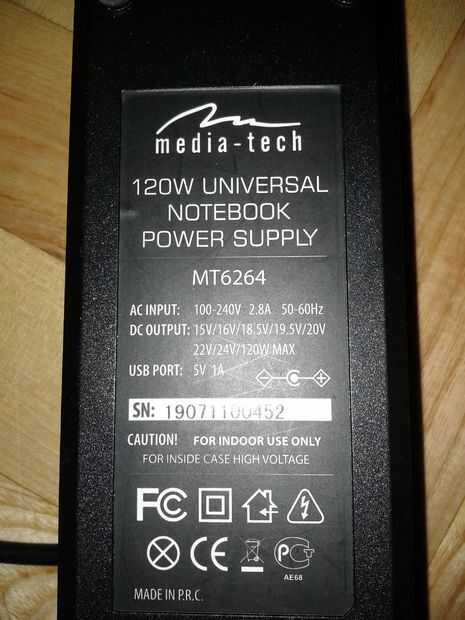 media-tech
120W UNIVERSAL
NOTEBOOK
POWER SUPPLY
MT6264
AC INPUT: 100-240V 2.8A 50-60Hz
DC OUTPUT: 15V/16V/18.5V/19.5V/20V
22V/24V/120W MAX
USB PORT: 5V 1A
SN: 19071100452
CAUTION! FOR INDOOR USE ONLY
FOR INSIDE CASE HIGH VOLTAGE
FC
CE
AE68
MADE IN P.R.C.